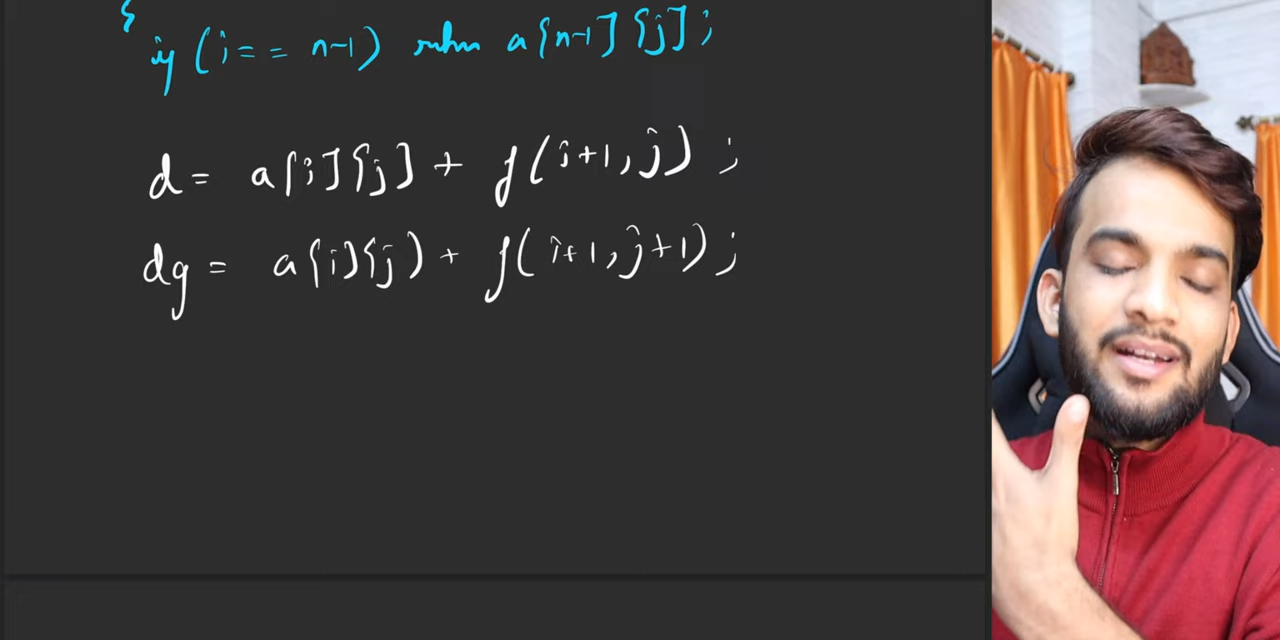 {
if (i == n-1) return a[n-1][j];
d = a[i][j] + f(i+1, j);
dg = a[i][j] + f(i+1, j+1);